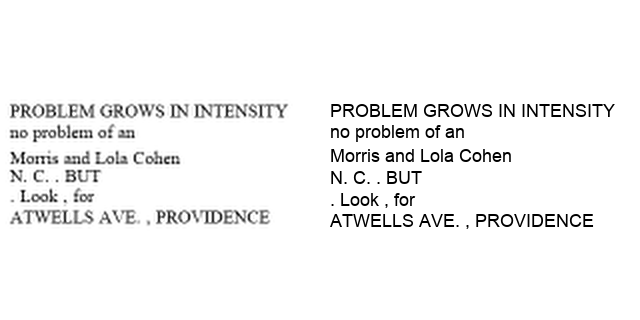 PROBLEM GROWS IN INTENSITY
no problem of an
Morris and Lola Cohen
N. C. . BUT
. Look , for
ATWELLS AVE. , PROVIDENCE
PROBLEM GROWS IN INTENSITY
no problem of an
Morris and Lola Cohen
N. C. . BUT
. Look , for
ATWELLS AVE. , PROVIDENCE